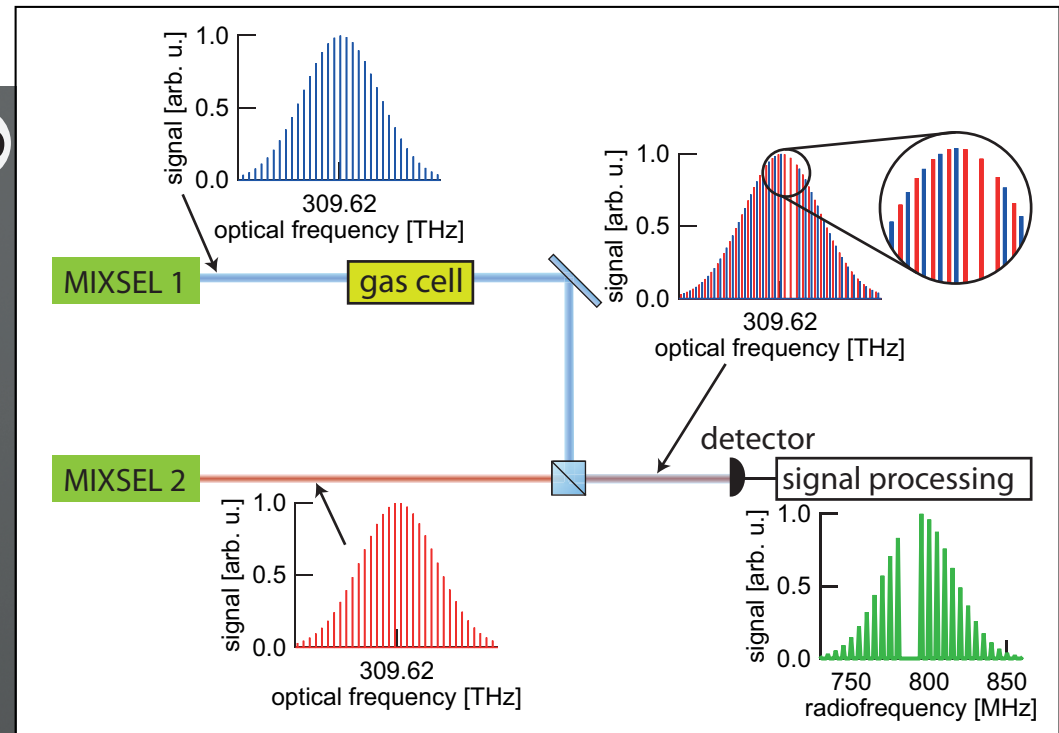 1.0
0.5
0.0
signal [arb. u.]
309.62
optical frequency [THz]
1.0
0.5
0.0
signal [arb. u.]
309.62
optical frequency [THz]
MIXSEL 1
gas cell
MIXSEL 2
detector
signal processing
1.0
0.5
0.0
signal [arb. u.]
309.62
optical frequency [THz]
1.0
0.5
0.0
signal [arb. u.]
750 800 850
radiofrequency [MHz]